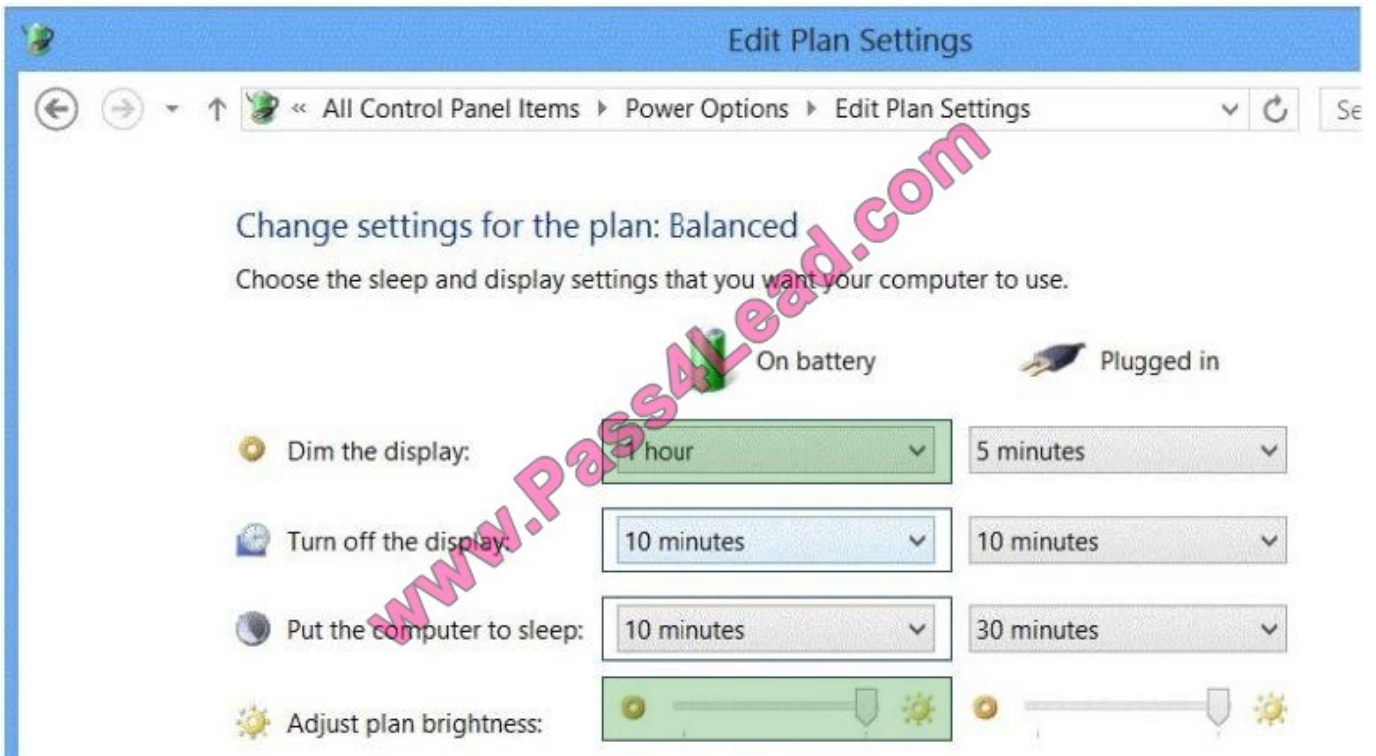 Edit Plan Settings
« All Control Panel Items ▸ Power Options ▸ Edit Plan Settings
Se
Change settings for the plan: Balanced
Choose the sleep and display settings that you want your computer to use.
On battery Plugged in
Dim the display: 1 hour 5 minutes
Turn off the display: 10 minutes 10 minutes
Put the computer to sleep: 10 minutes 30 minutes
Adjust plan brightness:
www.Pass4Lead.com